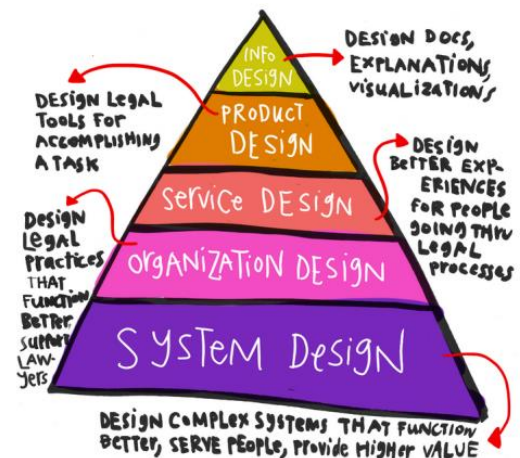 INFO
DESIGN
DESIGN DOCS,
EXPLANATIONS,
VISUALIZATIONS
PRODUCT
DESIGN
DESIGN LEGAL
TOOLS FOR
ACCOMPLISHING
A TASK
SERVICE DESIGN
DESIGN
BETTER EXP-
ERIENCES
FOR PEOPLE
GOING THRU
LEGAL
PROCESSES
ORGANIZATION DESIGN
DESIGN
LEGAL
PRACTICES
THAT
FUNCTION
BETTER,
SUPPORT
LAW-
YERS
SYSTEM DESIGN
DESIGN COMPLEX SYSTEMS THAT FUNCTION
BETTER, SERVE PEOPLE, PROVIDE HIGHER VALUE